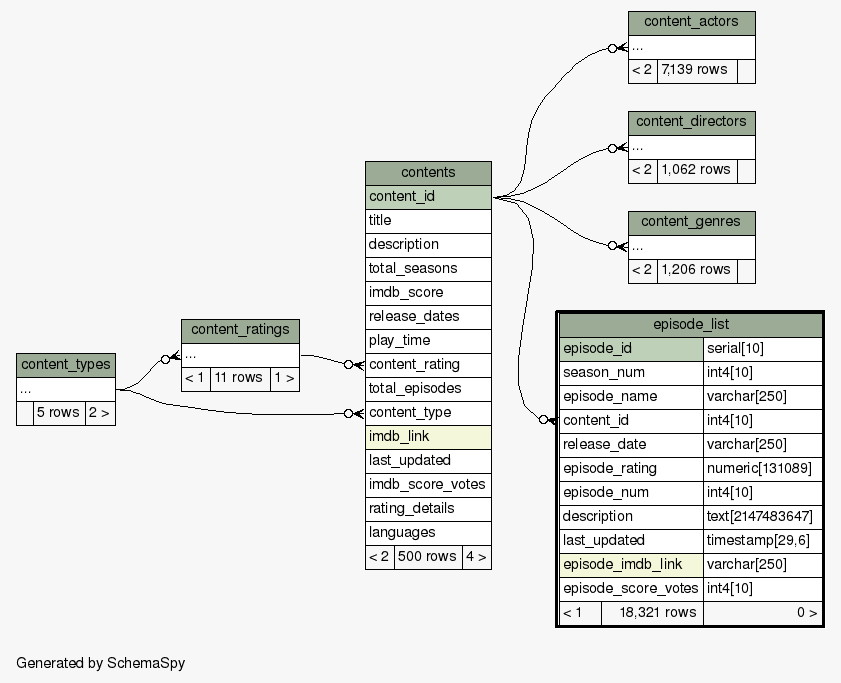 content_actors
...
< 2 7,139 rows
content_directors
...
< 2 1,062 rows
content_genres
...
< 2 1,206 rows
contents
content_id
title
description
total_seasons
imdb_score
release_dates
play_time
content_rating
total_episodes
content_type
imdb_link
last_updated
imdb_score_votes
rating_details
languages
< 2 500 rows 4 >
content_ratings
...
< 1 11 rows 1 >
content_types
...
5 rows 2 >
episode_list
episode_id serial[10]
season_num int4[10]
episode_name varchar[250]
content_id int4[10]
release_date varchar[250]
episode_rating numeric[131089]
episode_num int4[10]
description text[2147483647]
last_updated timestamp[29,6]
episode_imdb_link varchar[250]
episode_score_votes int4[10]
< 1 18,321 rows 0 >
Generated by SchemaSpy